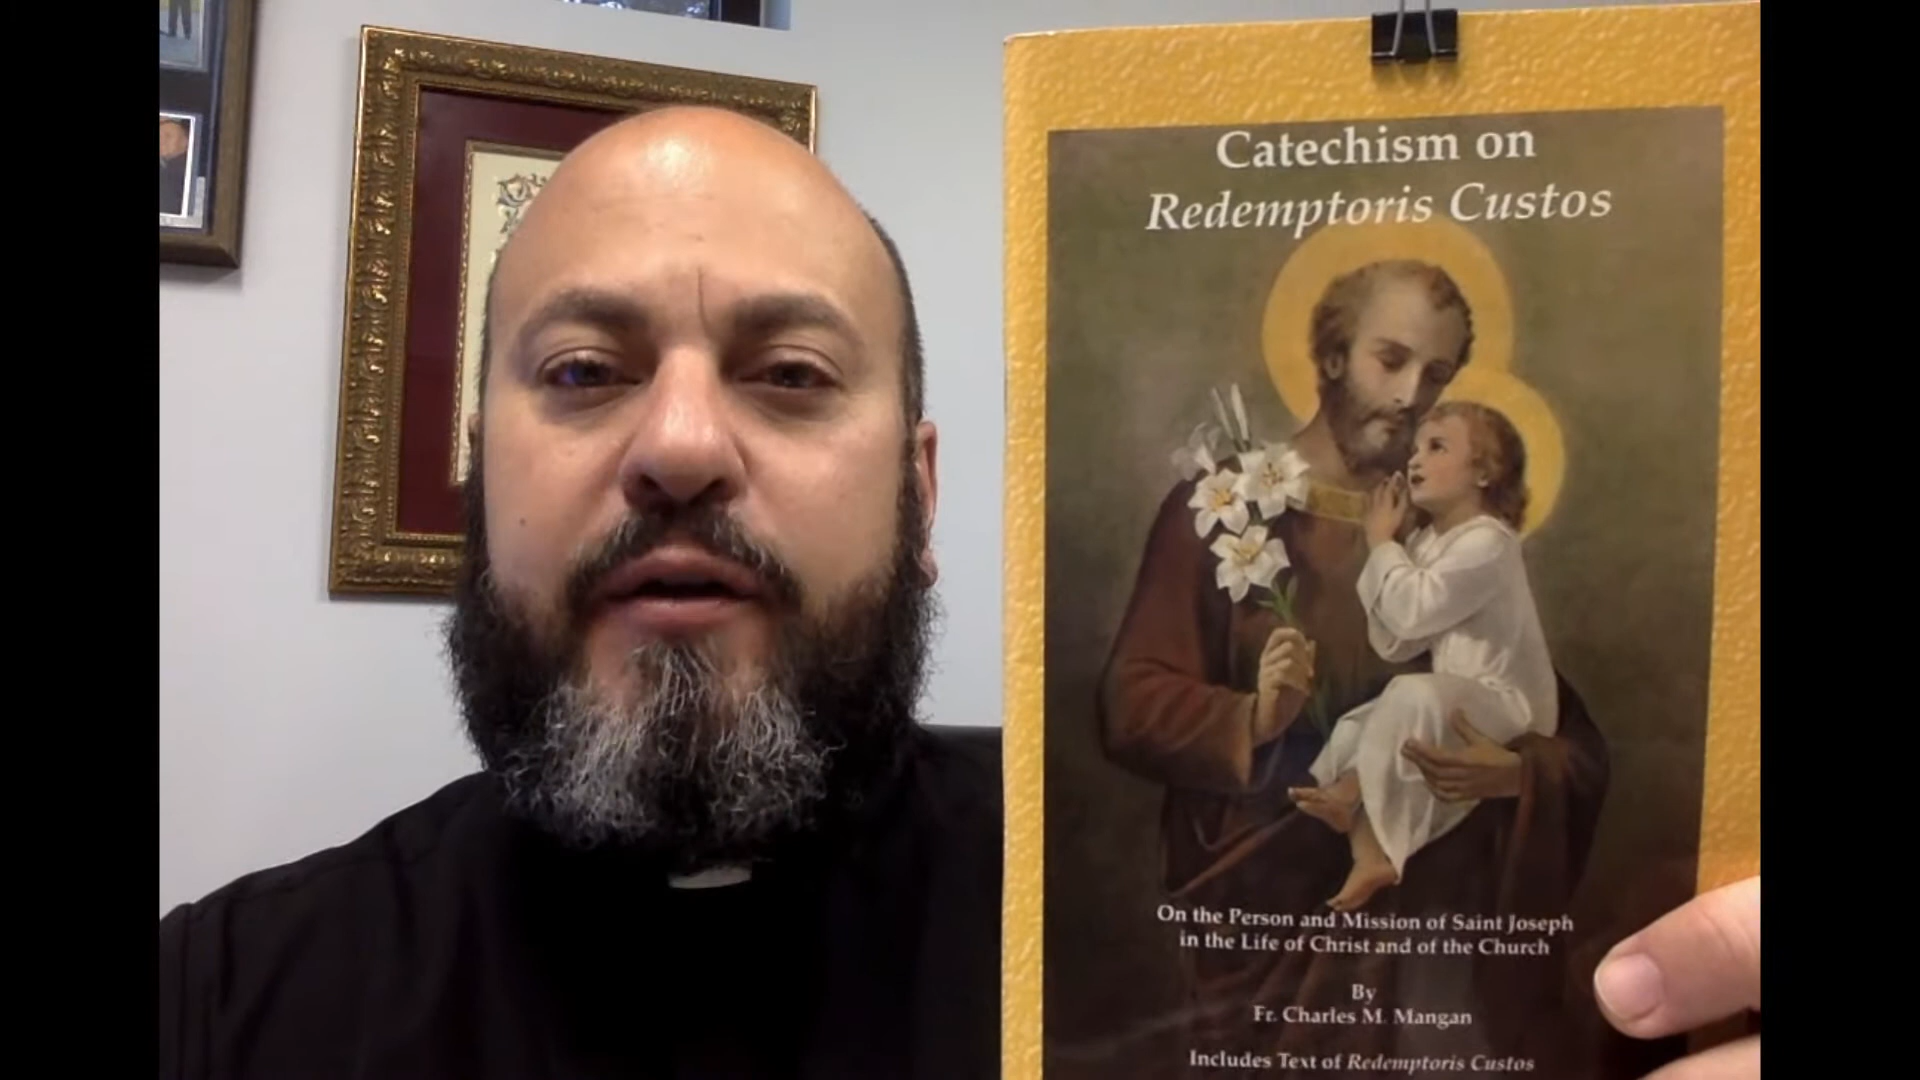 Catechism on
Redemptoris Custos
On the Person and Mission of Saint Joseph
in the Life of Christ and of the Church
By
Fr. Charles M. Mangan
Includes Text of Redemptoris Custos